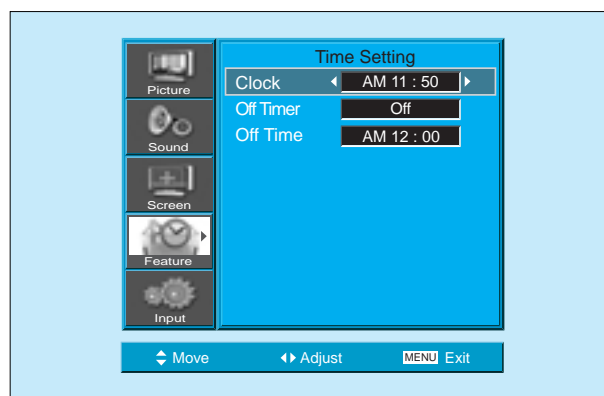 Picture
Sound
Screen
Feature
Input
Time Setting
Clock AM 11 : 50
Off Timer Off
Off Time AM 12 : 00
Move Adjust MENU Exit